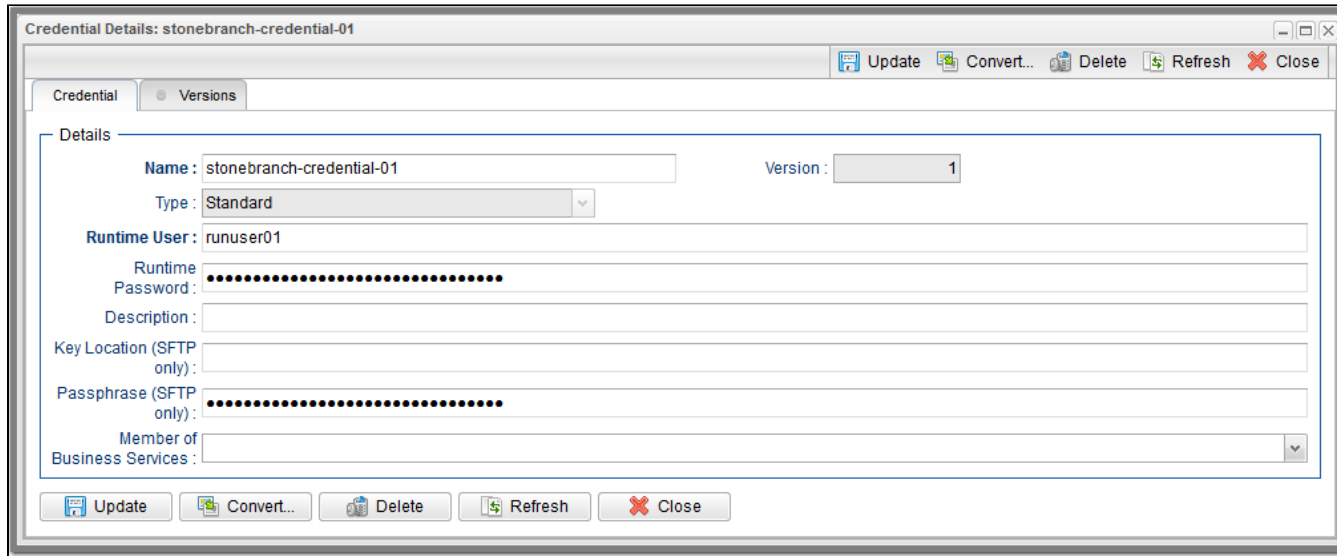 Credential Details: stonebranch-credential-01
Update Convert... Delete Refresh Close
Credential Versions
Details
Name : stonebranch-credential-01 Version : 1
Type : Standard
Runtime User : runuser01
Runtime
Password : ••••••••••••••••••••••••••••••••
Description :
Key Location (SFTP
only) :
Passphrase (SFTP
only) : ••••••••••••••••••••••••••••••••
Member of
Business Services :
Update Convert... Delete Refresh Close